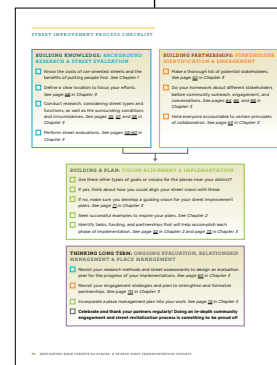 STREET IMPROVEMENT PROCESS CHECKLIST
BUILDING KNOWLEDGE: BACKGROUND
RESEARCH & STREET EVALUATION
Know the costs of car-oriented streets and the
benefits of putting people first. See Chapter 1
Define a clear location to focus your efforts.
See page in Chapter 3
Conduct research, considering street types and
functions, as well as the surrounding conditions
and circumstances. See pages and in
Chapter 3
Perform street evaluations. See pages in
Chapter 3
BUILDING PARTNERSHIPS: STAKEHOLDER
IDENTIFICATION & ENGAGEMENT
Make a thorough list of potential stakeholders.
See page in Chapter 3
Do your homework about different stakeholders
before community outreach, engagement, and
conversations. See pages and in
Chapter 3
Hold everyone accountable to certain principles
of collaboration. See page in Chapter 3
BUILDING A PLAN: VISION ALIGNMENT & IMPLEMENTATION
Are there other types of goals or visions for the places near you/district?
If yes, think about how you could align your street vision with these.
If no, make sure you develop a guiding vision for your street improvement
plans. See page in Chapter 3
Seek successful examples to inspire your plans. See Chapter 2
Identify tasks, funding, and partnerships that will help accomplish each
phase of implementation. See page in Chapter 2 and page in Chapter 3
THINKING LONG TERM: ONGOING EVALUATION, RELATIONSHIP
MANAGEMENT & PLACE MANAGEMENT
Revisit your research methods and street assessments to design an evaluation
plan for the progress of your improvements. See page in Chapter 3
Revisit your engagement strategies and plan to strengthen and formalize
partnerships. See page in Chapter 3
Incorporate a place management plan into your work. See page in Chapter 3
Celebrate and thank your partners regularly! Doing an in-depth community
engagement and street revitalization process is something to be proud of!
NAVIGATING MAIN STREETS AS PLACES: A PEOPLE-FIRST TRANSPORTATION TOOLKIT